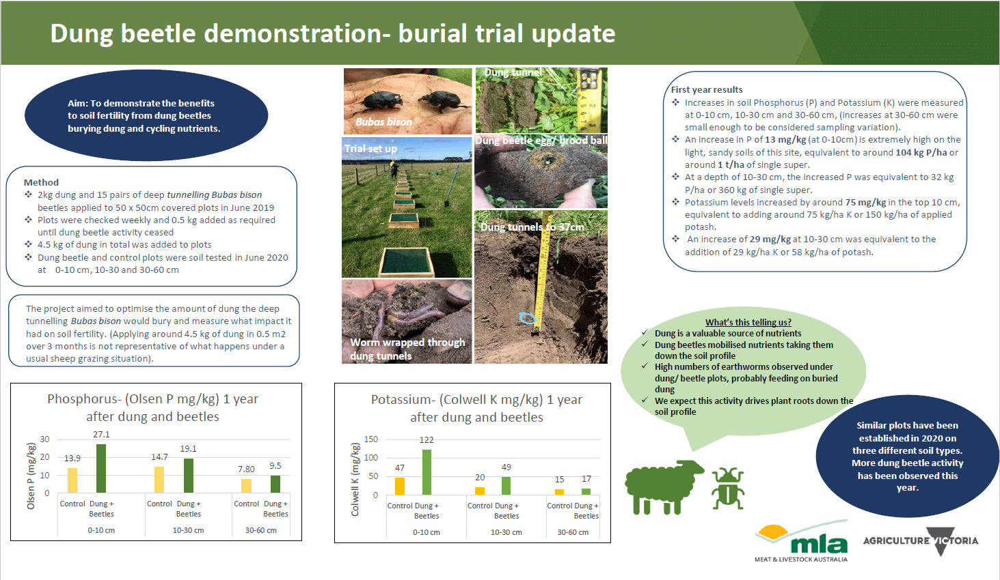 Dung beetle demonstration- burial trial update
Aim: To demonstrate the benefits
to soil fertility from dung beetles
burying dung and cycling nutrients.
Method
❖ 2kg dung and 15 pairs of deep tunnelling Bubas bison
beetles applied to 50 x 50cm covered plots in June 2019
❖ Plots were checked weekly and 0.5 kg added as required
until dung beetle activity ceased
❖ 4.5 kg of dung in total was added to plots
❖ Dung beetle and control plots were soil tested in June 2020
at 0-10 cm, 10-30 and 30-60 cm
The project aimed to optimise the amount of dung the deep
tunnelling Bubas bison would bury and measure what impact it
had on soil fertility. (Applying around 4.5 kg of dung in 0.5 m2
over 3 months is not representative of what happens under a
usual sheep grazing situation).
Bubas bison
Dung tunnel
Trial set up
Dung beetle egg/ brood ball
Dung tunnels to 37cm
Worm wrapped through
dung tunnels
First year results
❖ Increases in soil Phosphorus (P) and Potassium (K) were measured
at 0-10 cm, 10-30 cm and 30-60 cm, (increases at 30-60 cm were
small enough to be considered sampling variation).
❖ An increase in P of 13 mg/kg (at 0-10cm) is extremely high on the
light, sandy soils of this site, equivalent to around 104 kg P/ha or
around 1 t/ha of single super.
❖ At a depth of 10-30 cm, the increased P was equivalent to 32 kg
P/ha or 360 kg of single super.
❖ Potassium levels increased by around 75 mg/kg in the top 10 cm,
equivalent to adding around 75 kg/ha K or 150 kg/ha of applied
potash.
❖ An increase of 29 mg/kg at 10-30 cm was equivalent to the
addition of 29 kg/ha K or 58 kg/ha of potash.
What's this telling us?
✓ Dung is a valuable source of nutrients
✓ Dung beetles mobilised nutrients taking them
down the soil profile
✓ High numbers of earthworms observed under
dung/ beetle plots, probably feeding on buried
dung
✓ We expect this activity drives plant roots down the
soil profile
Similar plots have been
established in 2020 on
three different soil types.
More dung beetle activity
has been observed this
year.
Phosphorus- (Olsen P mg/kg) 1 year
after dung and beetles
Olsen P (mg/kg)
30
20
10
0
13.9 27.1 14.7 19.1 7.80 9.5
Control Dung + Control Dung + Control Dung +
Beetles Beetles Beetles
0-10 cm 10-30 cm 30-60 cm
Potassium- (Colwell K mg/kg) 1 year
after dung and beetles
Colwell K (mg/kg)
150
100
50
0
47 122 20 49 15 17
Control Dung + Control Dung + Control Dung +
Beetles Beetles Beetles
0-10 cm 10-30 cm 30-60 cm
mla
MEAT & LIVESTOCK AUSTRALIA
AGRICULTURE VICTORIA